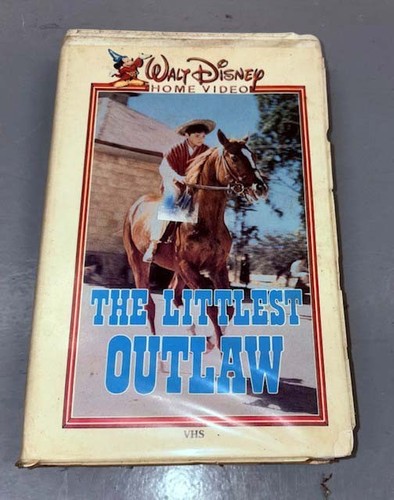 WALT DISNEY
HOME VIDEO
THE LITTLEST
OUTLAW
VHS